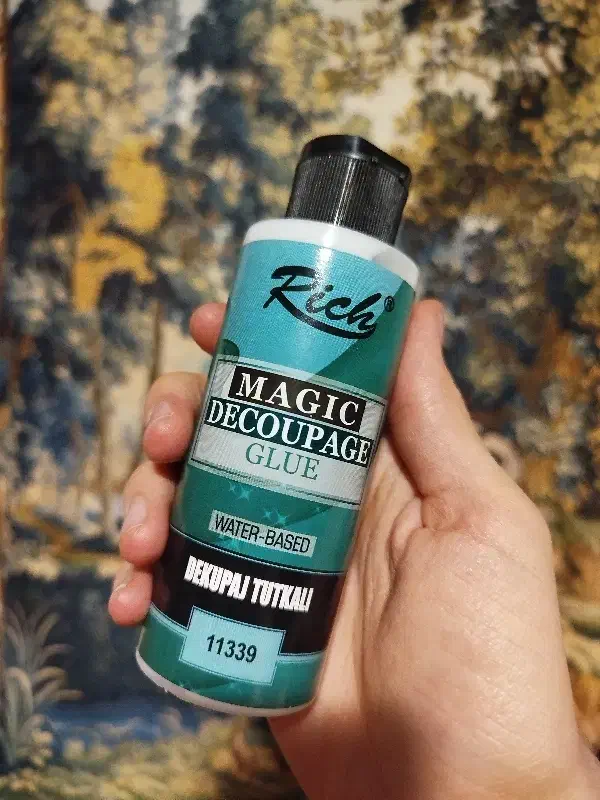 Rich®
MAGIC
DECOUPAGE
GLUE
WATER-BASED
DEKUPAJ TUTKALI
11339